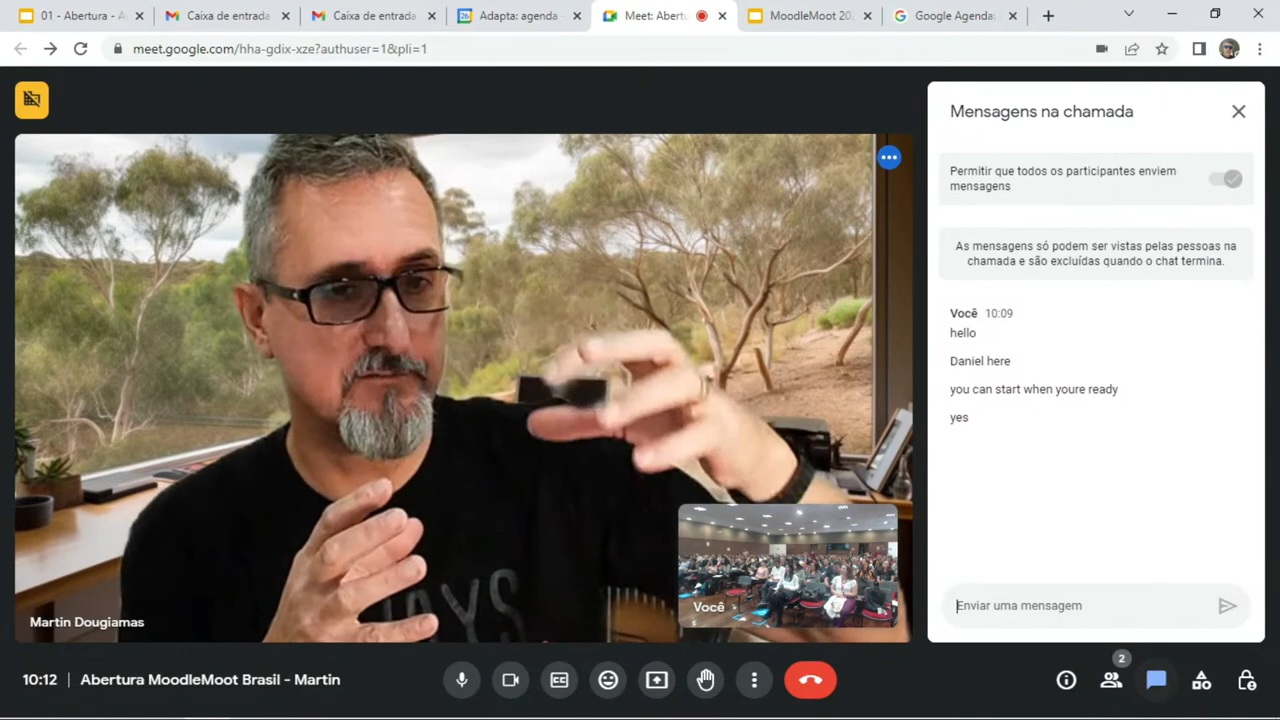 01 - Abertura - A
Caixa de entrada
Caixa de entrada
Adapta: agenda -
Meet: Abertu
MoodleMoot 202
Google Agenda:
meet.google.com/hha-gdix-xze?authuser=1&pli=1
Mensagens na chamada
Permitir que todos os participantes enviem
mensagens
As mensagens só podem ser vistas pelas pessoas na
chamada e são excluídas quando o chat termina.
Você 10:09
hello
Daniel here
you can start when youre ready
yes
AYS
Você
Martin Dougiamas
Enviar uma mensagem
10:12 | Abertura MoodleMoot Brasil - Martin
2